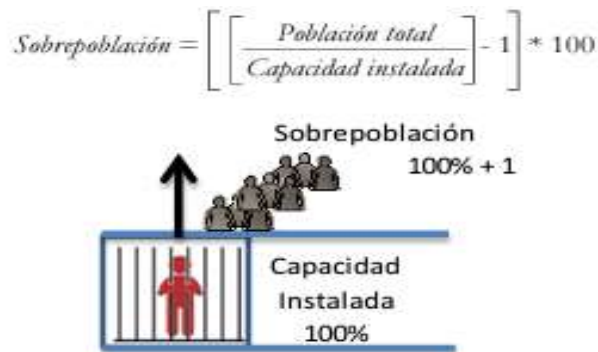 Sobrepoblación = [ [ Población total / Capacidad instalada ] - 1 ] * 100
Sobrepoblación
100% + 1
Capacidad
Instalada
100%